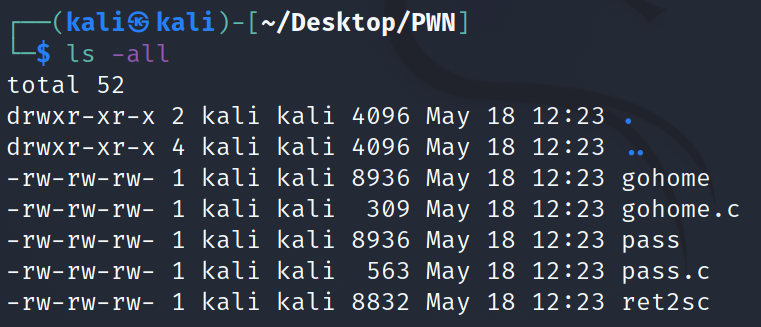 ┌──(kali㉿kali)-[~/Desktop/PWN]
└─$ ls -all
total 52
drwxr-xr-x 2 kali kali 4096 May 18 12:23 .
drwxr-xr-x 4 kali kali 4096 May 18 12:23 ..
-rw-rw-rw- 1 kali kali 8936 May 18 12:23 gohome
-rw-rw-rw- 1 kali kali  309 May 18 12:23 gohome.c
-rw-rw-rw- 1 kali kali 8936 May 18 12:23 pass
-rw-rw-rw- 1 kali kali  563 May 18 12:23 pass.c
-rw-rw-rw- 1 kali kali 8832 May 18 12:23 ret2sc